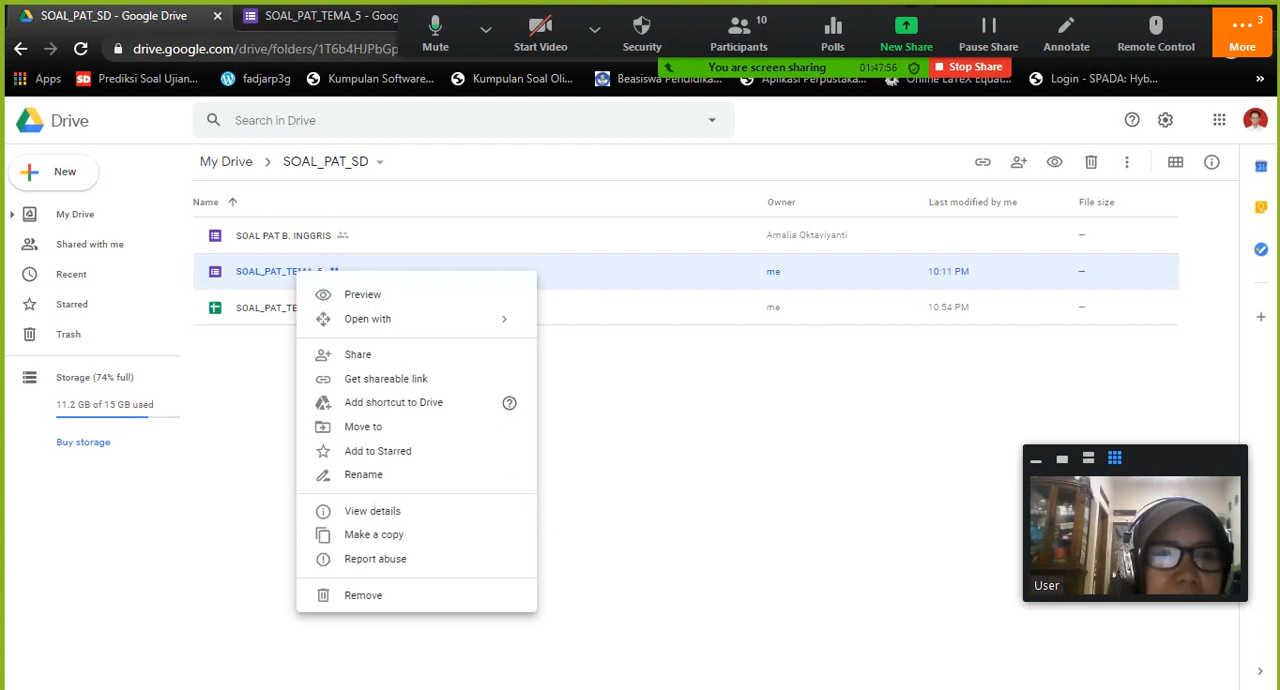 SOAL_PAT_SD - Google Drive
SOAL_PAT_TEMA_5 - Goog
Mute
Start Video
Security
Participants
10
Polls
New Share
Pause Share
Annotate
Remote Control
More
3
drive.google.com/drive/folders/1T6b4HJPbGp
You are screen sharing
01:47:56
Stop Share
Apps
Prediksi Soal Ujian...
fadjarp3g
Kumpulan Software...
Kumpulan Soal Oli...
Beasiswa Pendidikan...
Aplikasi Perpustaka...
Online LaTeX Equat...
Login - SPADA: Hyb...
Drive
Search in Drive
New
My Drive
Shared with me
Recent
Starred
Trash
Storage (74% full)
11.2 GB of 15 GB used
Buy storage
My Drive > SOAL_PAT_SD
Name
Owner
Last modified by me
File size
SOAL PAT B. INGGRIS
Amalia Oktaviyanti
—
SOAL_PAT_TEMA_5
me
10:11 PM
—
SOAL_PAT_TE
me
10:54 PM
—
Preview
Open with
Share
Get shareable link
Add shortcut to Drive
Move to
Add to Starred
Rename
View details
Make a copy
Report abuse
Remove
User